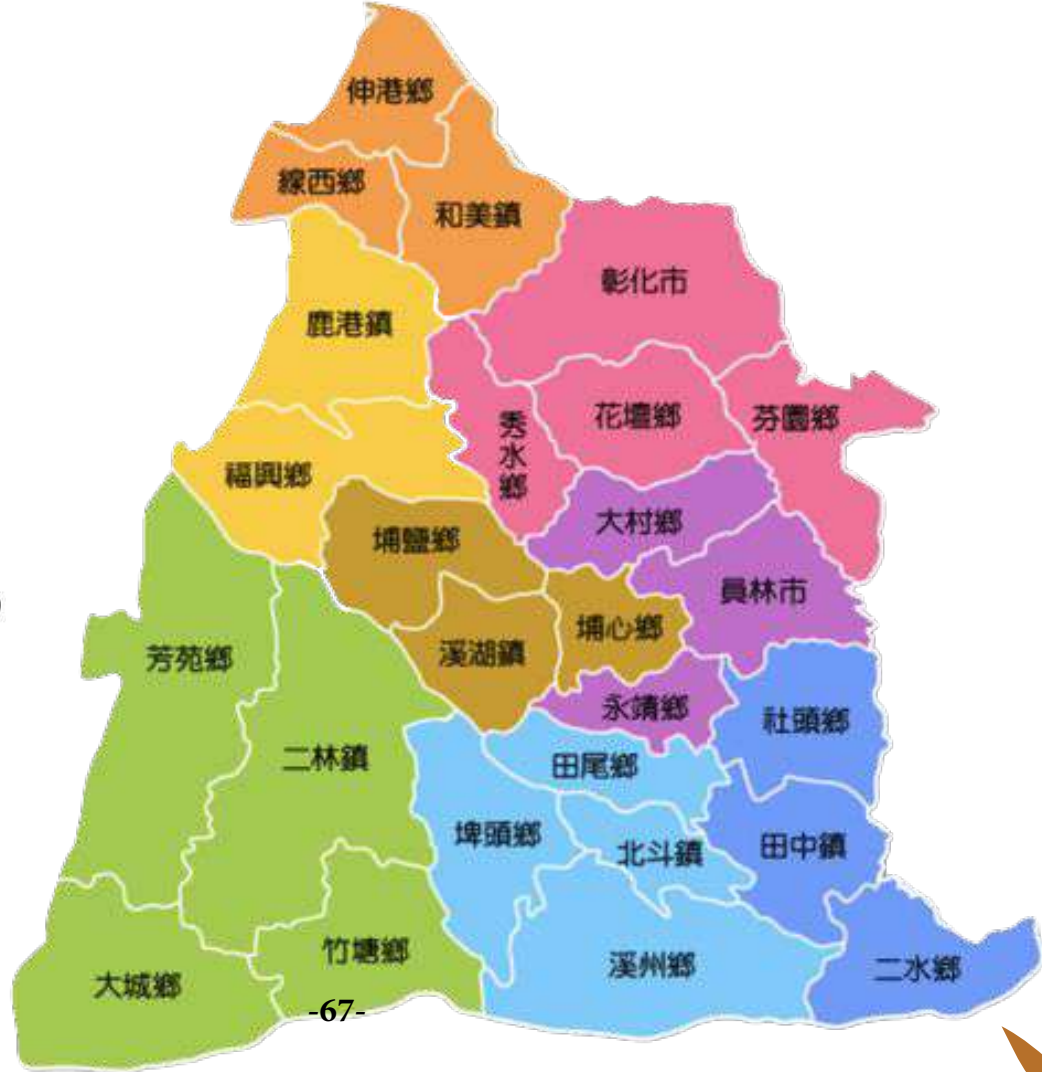 伸港鄉
線西鄉
和美鎮
彰化市
鹿港鎮
花壇鄉
芬園鄉
秀水鄉
福興鄉
大村鄉
埔鹽鄉
員林市
埔心鄉
溪湖鎮
芳苑鄉
永靖鄉
社頭鄉
二林鎮
田尾鄉
埤頭鄉
北斗鎮
田中鎮
竹塘鄉
溪州鄉
二水鄉
大城鄉
-67-